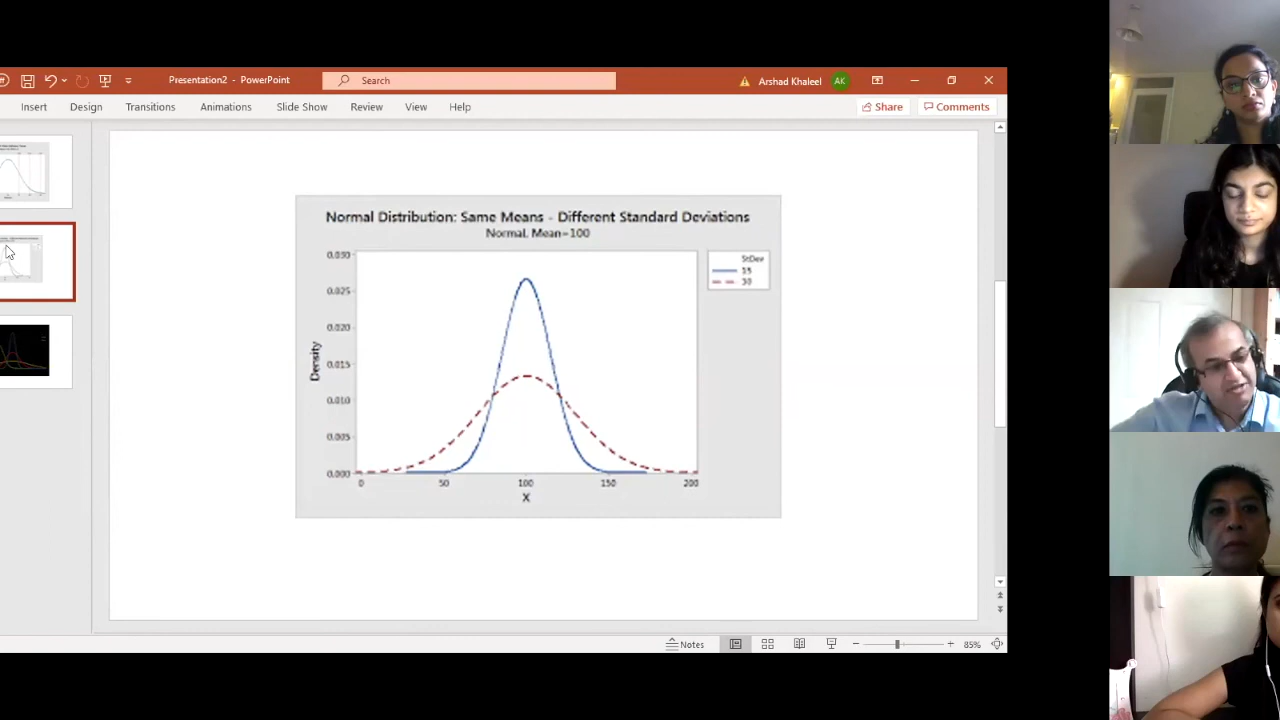 Presentation2 - PowerPoint
Search
Arshad Khaleel
AK
Insert Design Transitions Animations Slide Show Review View Help
Share
Comments
Normal Distribution: Same Means - Different Standard Deviations
Normal, Mean=100
StDev
15
30
0.030
0.025
0.020
0.015
0.010
0.005
0.000
Density
0 50 100 150 200
X
Notes
85%